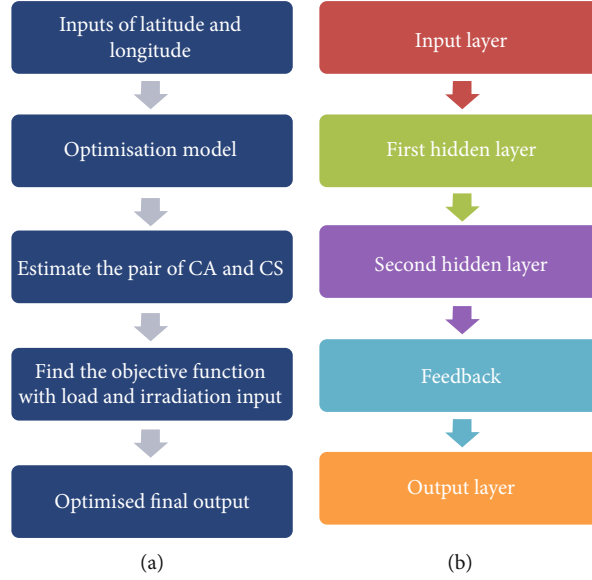 Inputs of latitude and
longitude
Optimisation model
Estimate the pair of CA and CS
Find the objective function
with load and irradiation input
Optimised final output
(a)
Input layer
First hidden layer
Second hidden layer
Feedback
Output layer
(b)